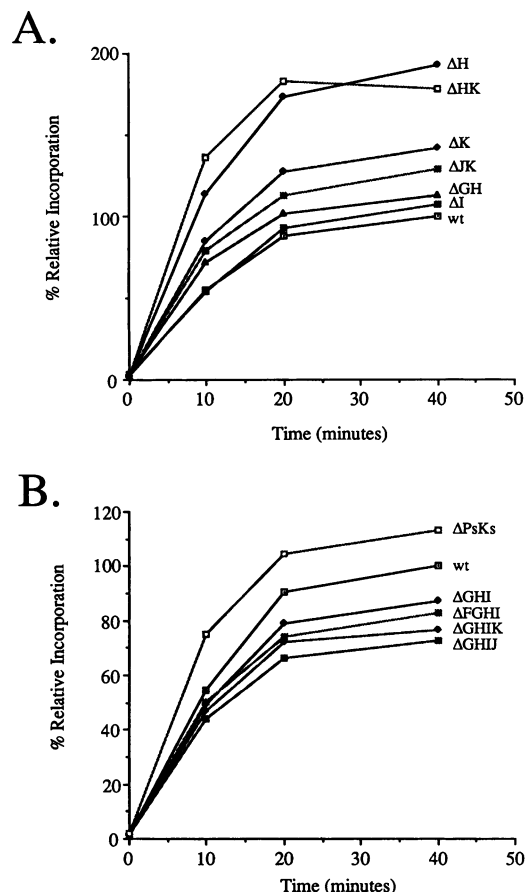 A.
% Relative Incorporation
200
100
0
0 10 20 30 40 50
Time (minutes)
ΔH
ΔHK
ΔK
ΔJK
ΔGH
ΔI
wt
B.
% Relative Incorporation
120
100
80
60
40
20
0
0 10 20 30 40 50
Time (minutes)
ΔPsKs
wt
ΔGHI
ΔFGHI
ΔGHIK
ΔGHIJ